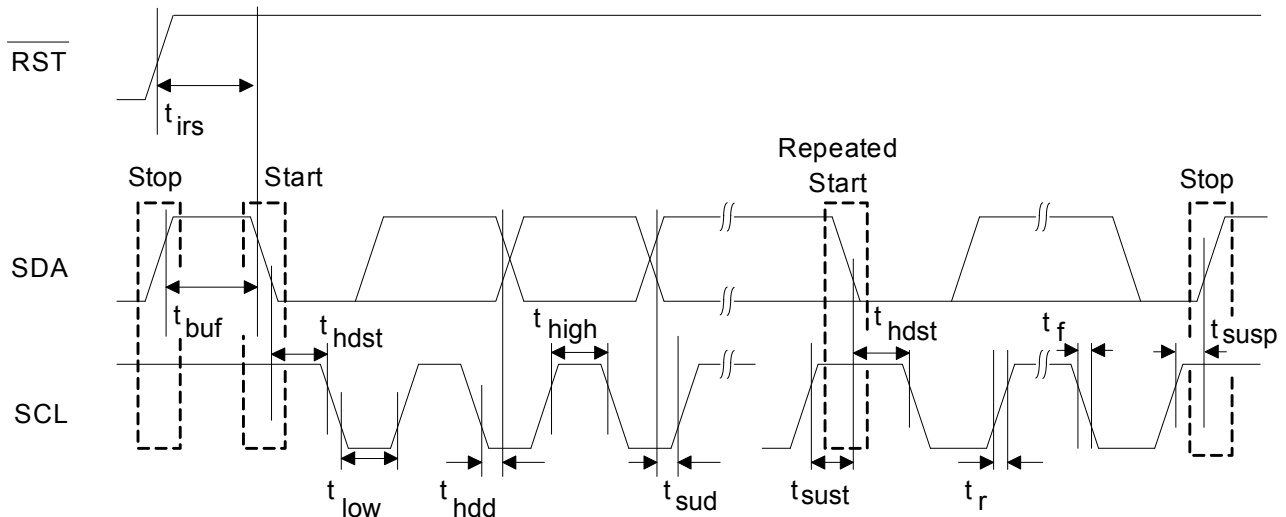 RST
t irs
Stop
Start
Repeated
Start
Stop
SDA
t buf
t hdst
t high
t hdst
t f
t susp
SCL
t low
t hdd
t sud
t sust
t r